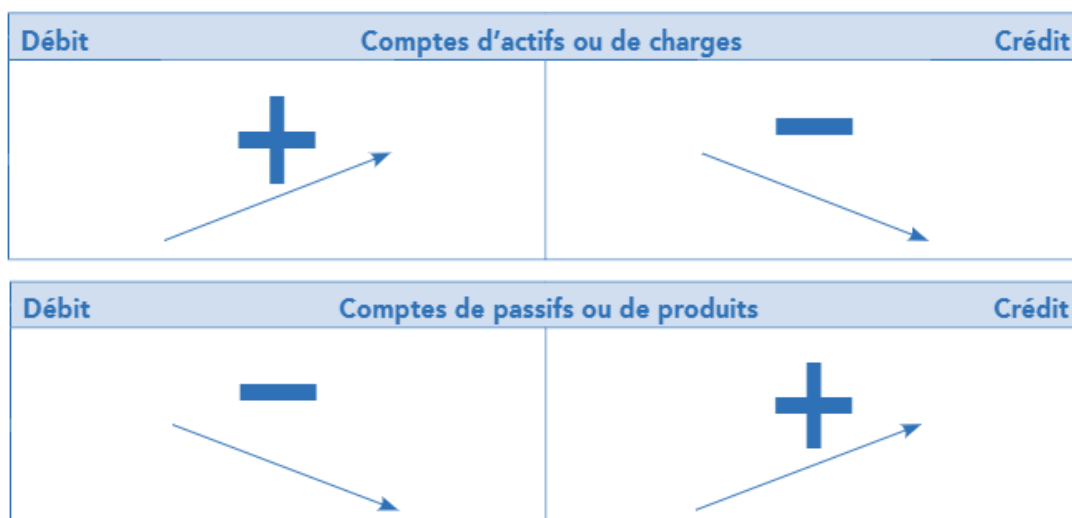 Débit Comptes d'actifs ou de charges Crédit
+ −
Débit Comptes de passifs ou de produits Crédit
− +